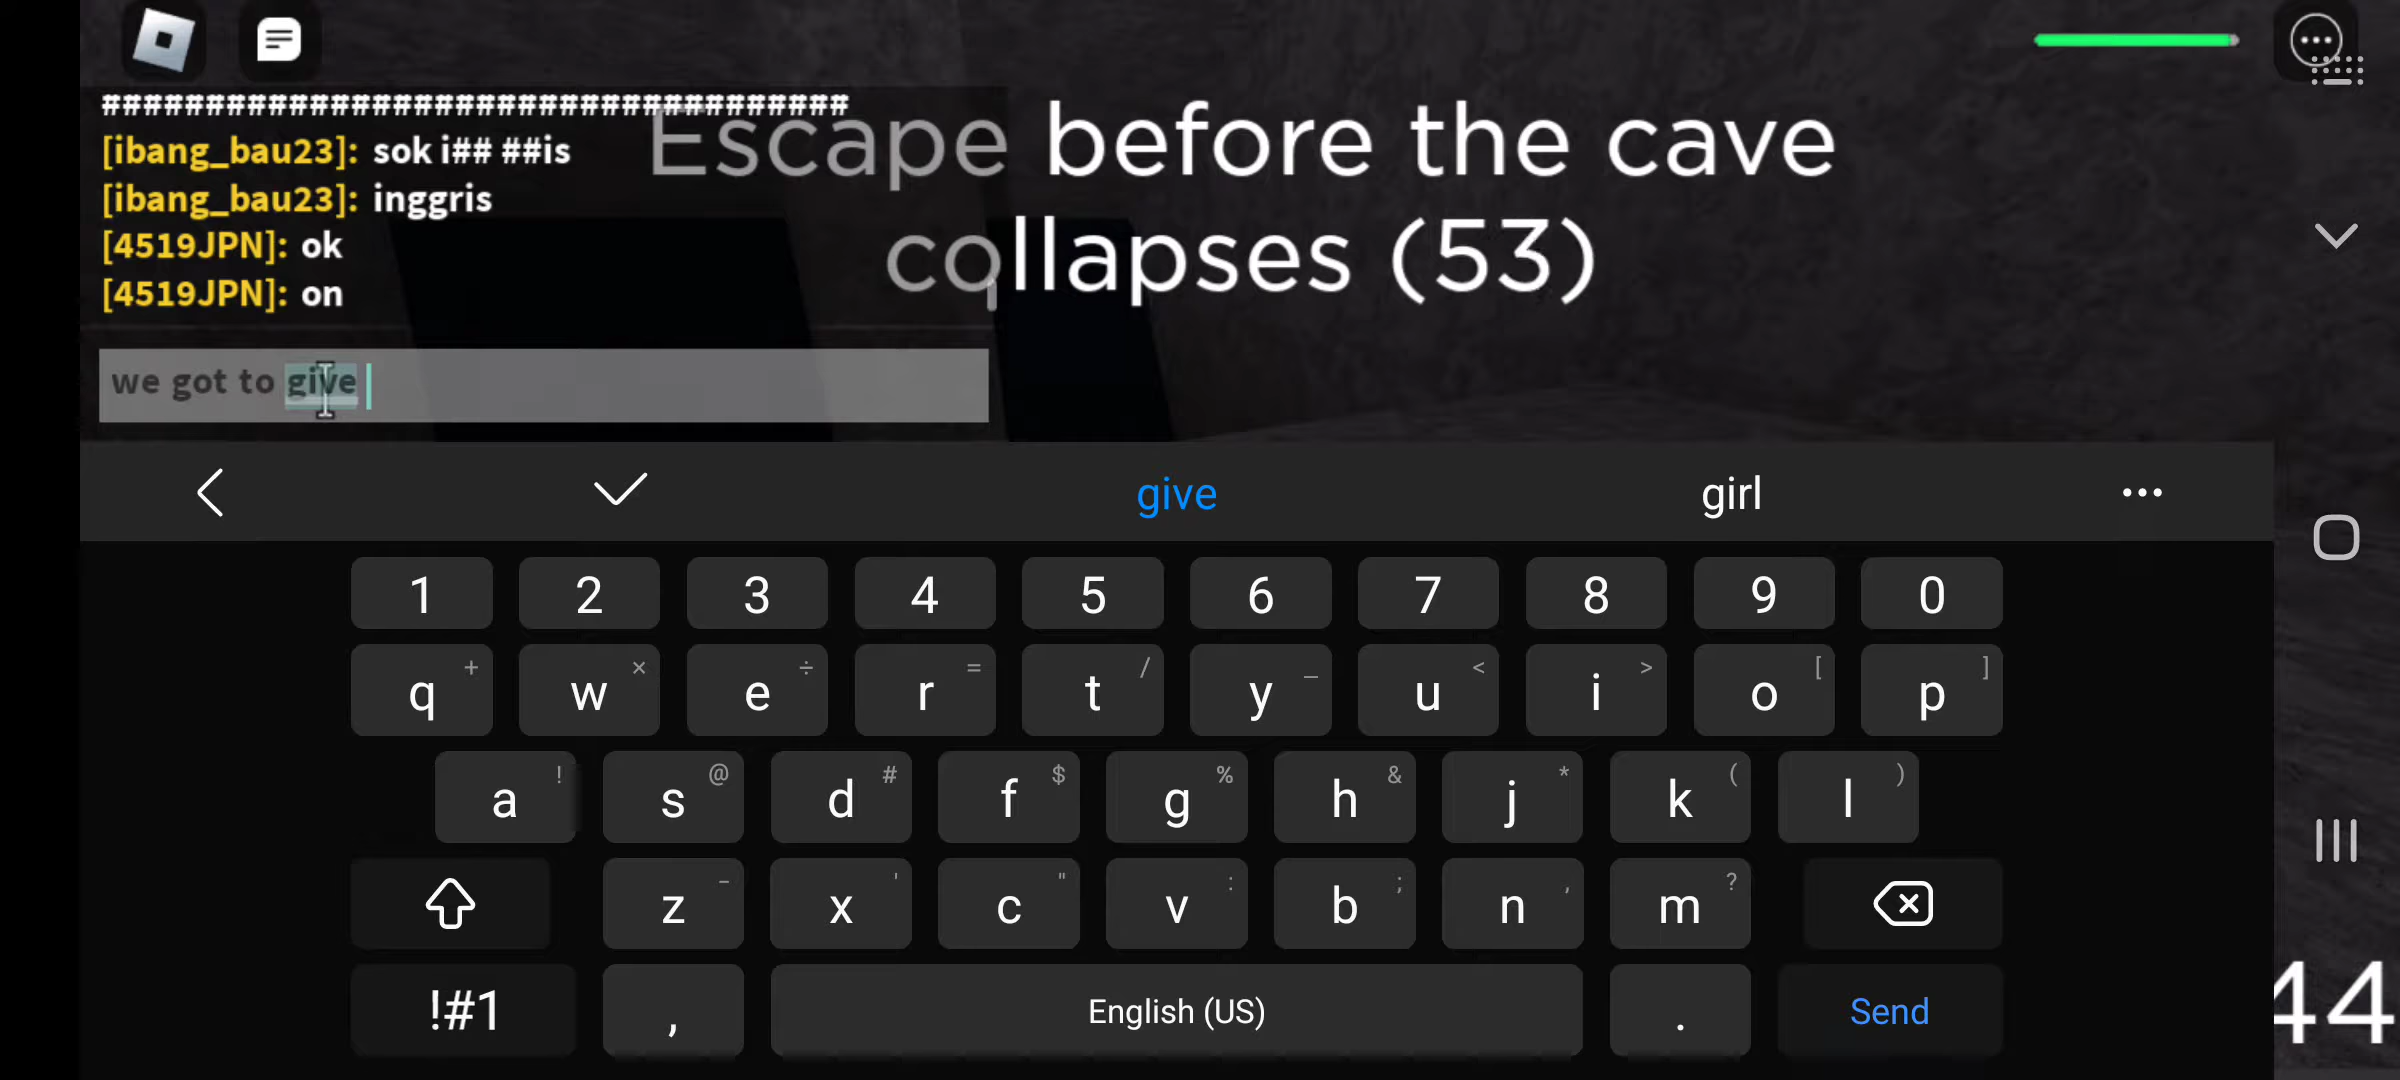 ###################################
[ibang_bau23]: sok i## ##is
[ibang_bau23]: inggris
[4519JPN]: ok
[4519JPN]: on
Escape before the cave
collapses (53)
we got to give
give girl
1 2 3 4 5 6 7 8 9 0
q + w × e ÷ r = t / y _ u < i > o [ p ]
a ! s @ d # f $ g % h & j * k ( l )
z - x ' c " v : b ; n , m ?
!#1 , English (US) . Send
44